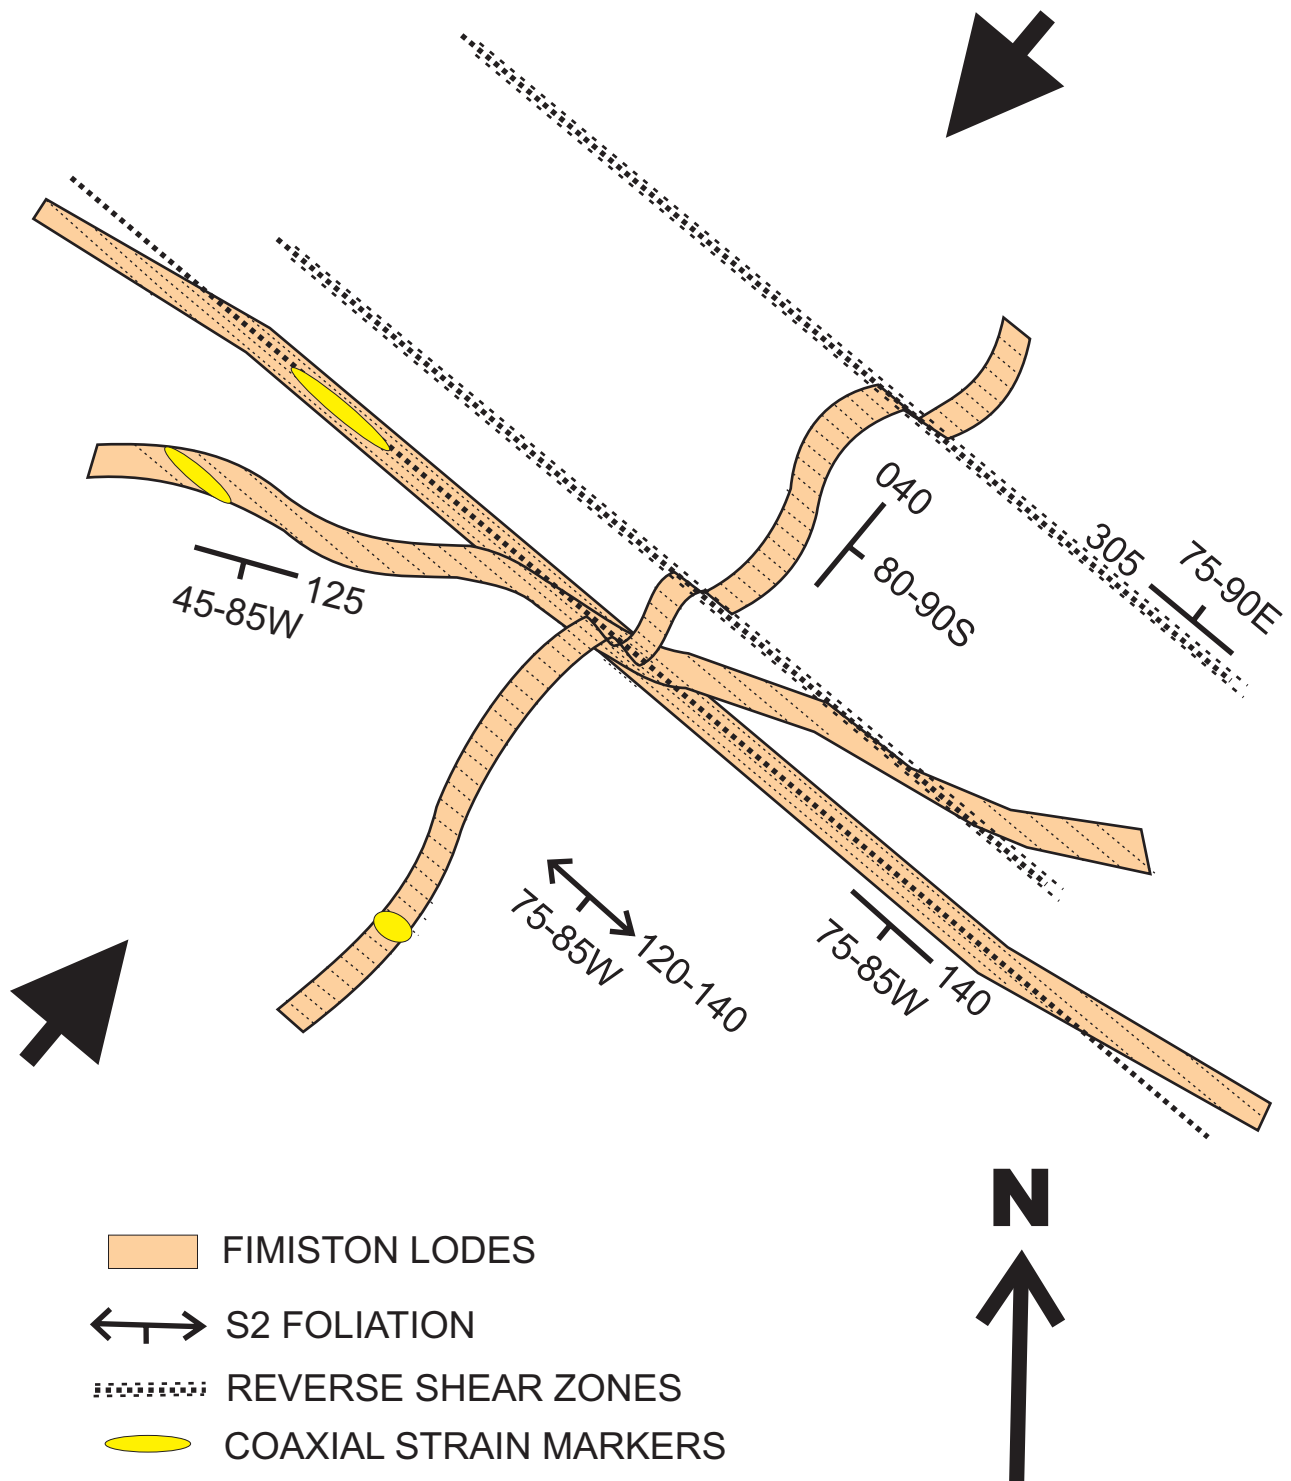 040
80-90S
305
75-90E
125
45-85W
120-140
75-85W
140
75-85W
N
FIMISTON LODES
S2 FOLIATION
REVERSE SHEAR ZONES
COAXIAL STRAIN MARKERS